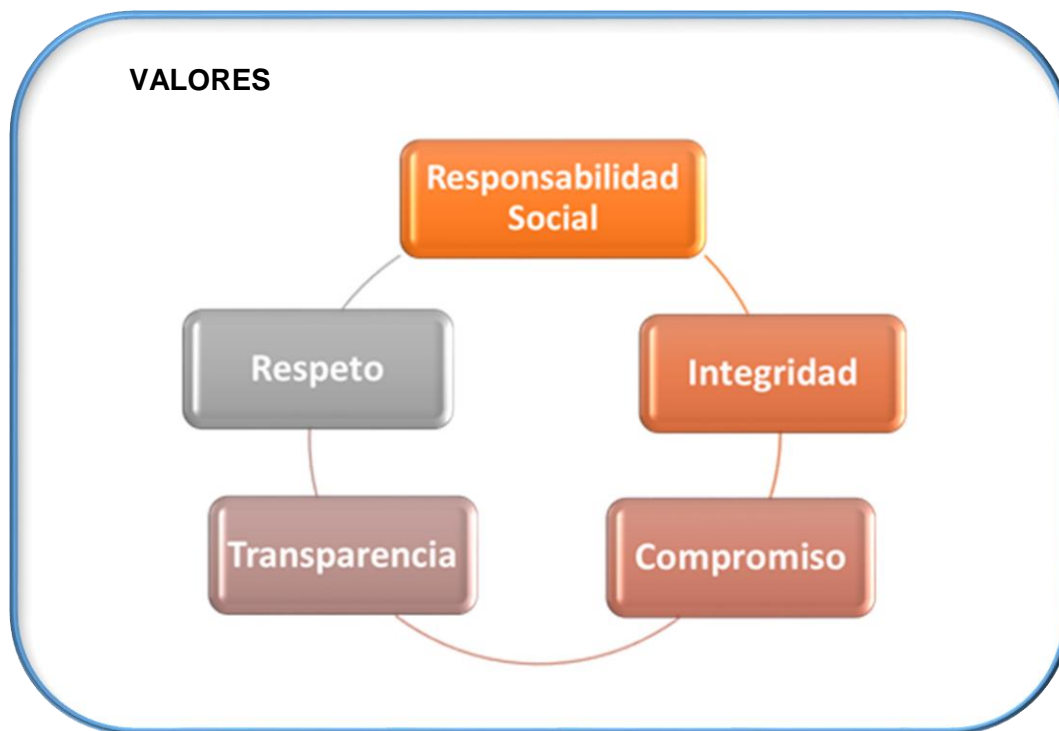 VALORES
Responsabilidad
Social
Respeto
Integridad
Transparencia
Compromiso